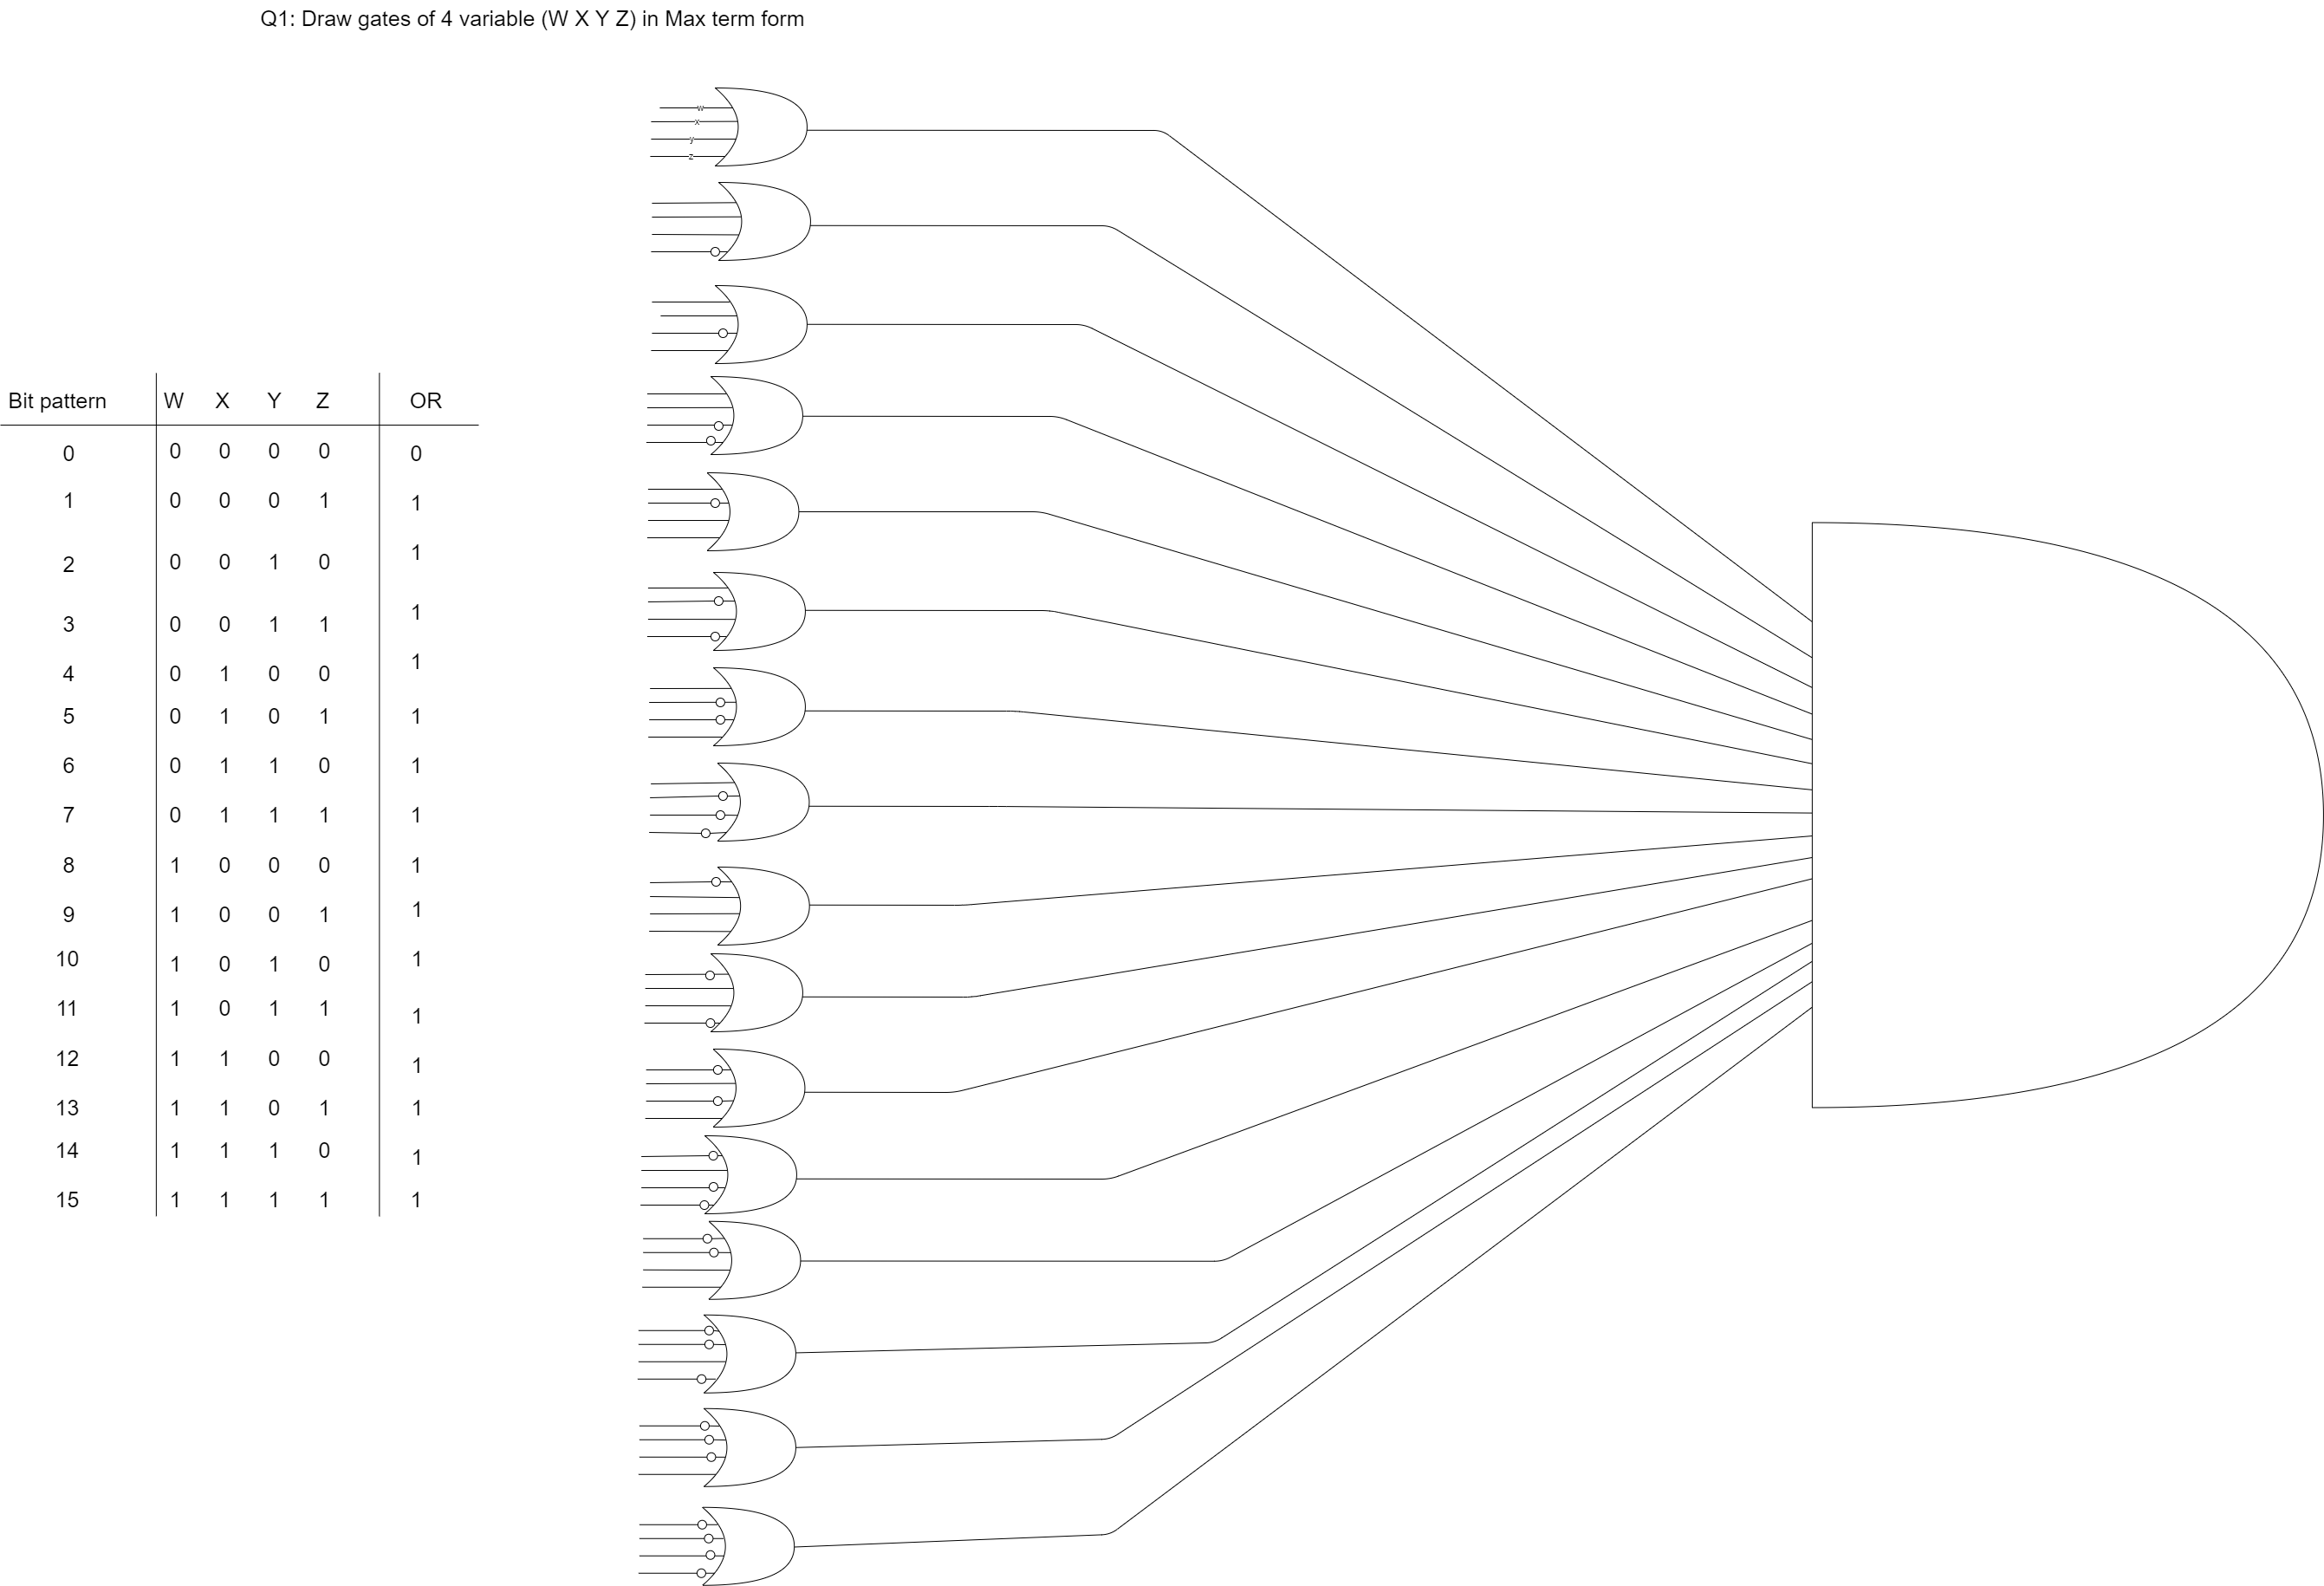 Q1: Draw gates of 4 variable (W X Y Z) in Max term form
w
x
y
z
Bit pattern W X Y Z OR
0 0 0 0 0 0
1 0 0 0 1 1
2 0 0 1 0 1
3 0 0 1 1 1
4 0 1 0 0 1
5 0 1 0 1 1
6 0 1 1 0 1
7 0 1 1 1 1
8 1 0 0 0 1
9 1 0 0 1 1
10 1 0 1 0 1
11 1 0 1 1 1
12 1 1 0 0 1
13 1 1 0 1 1
14 1 1 1 0 1
15 1 1 1 1 1